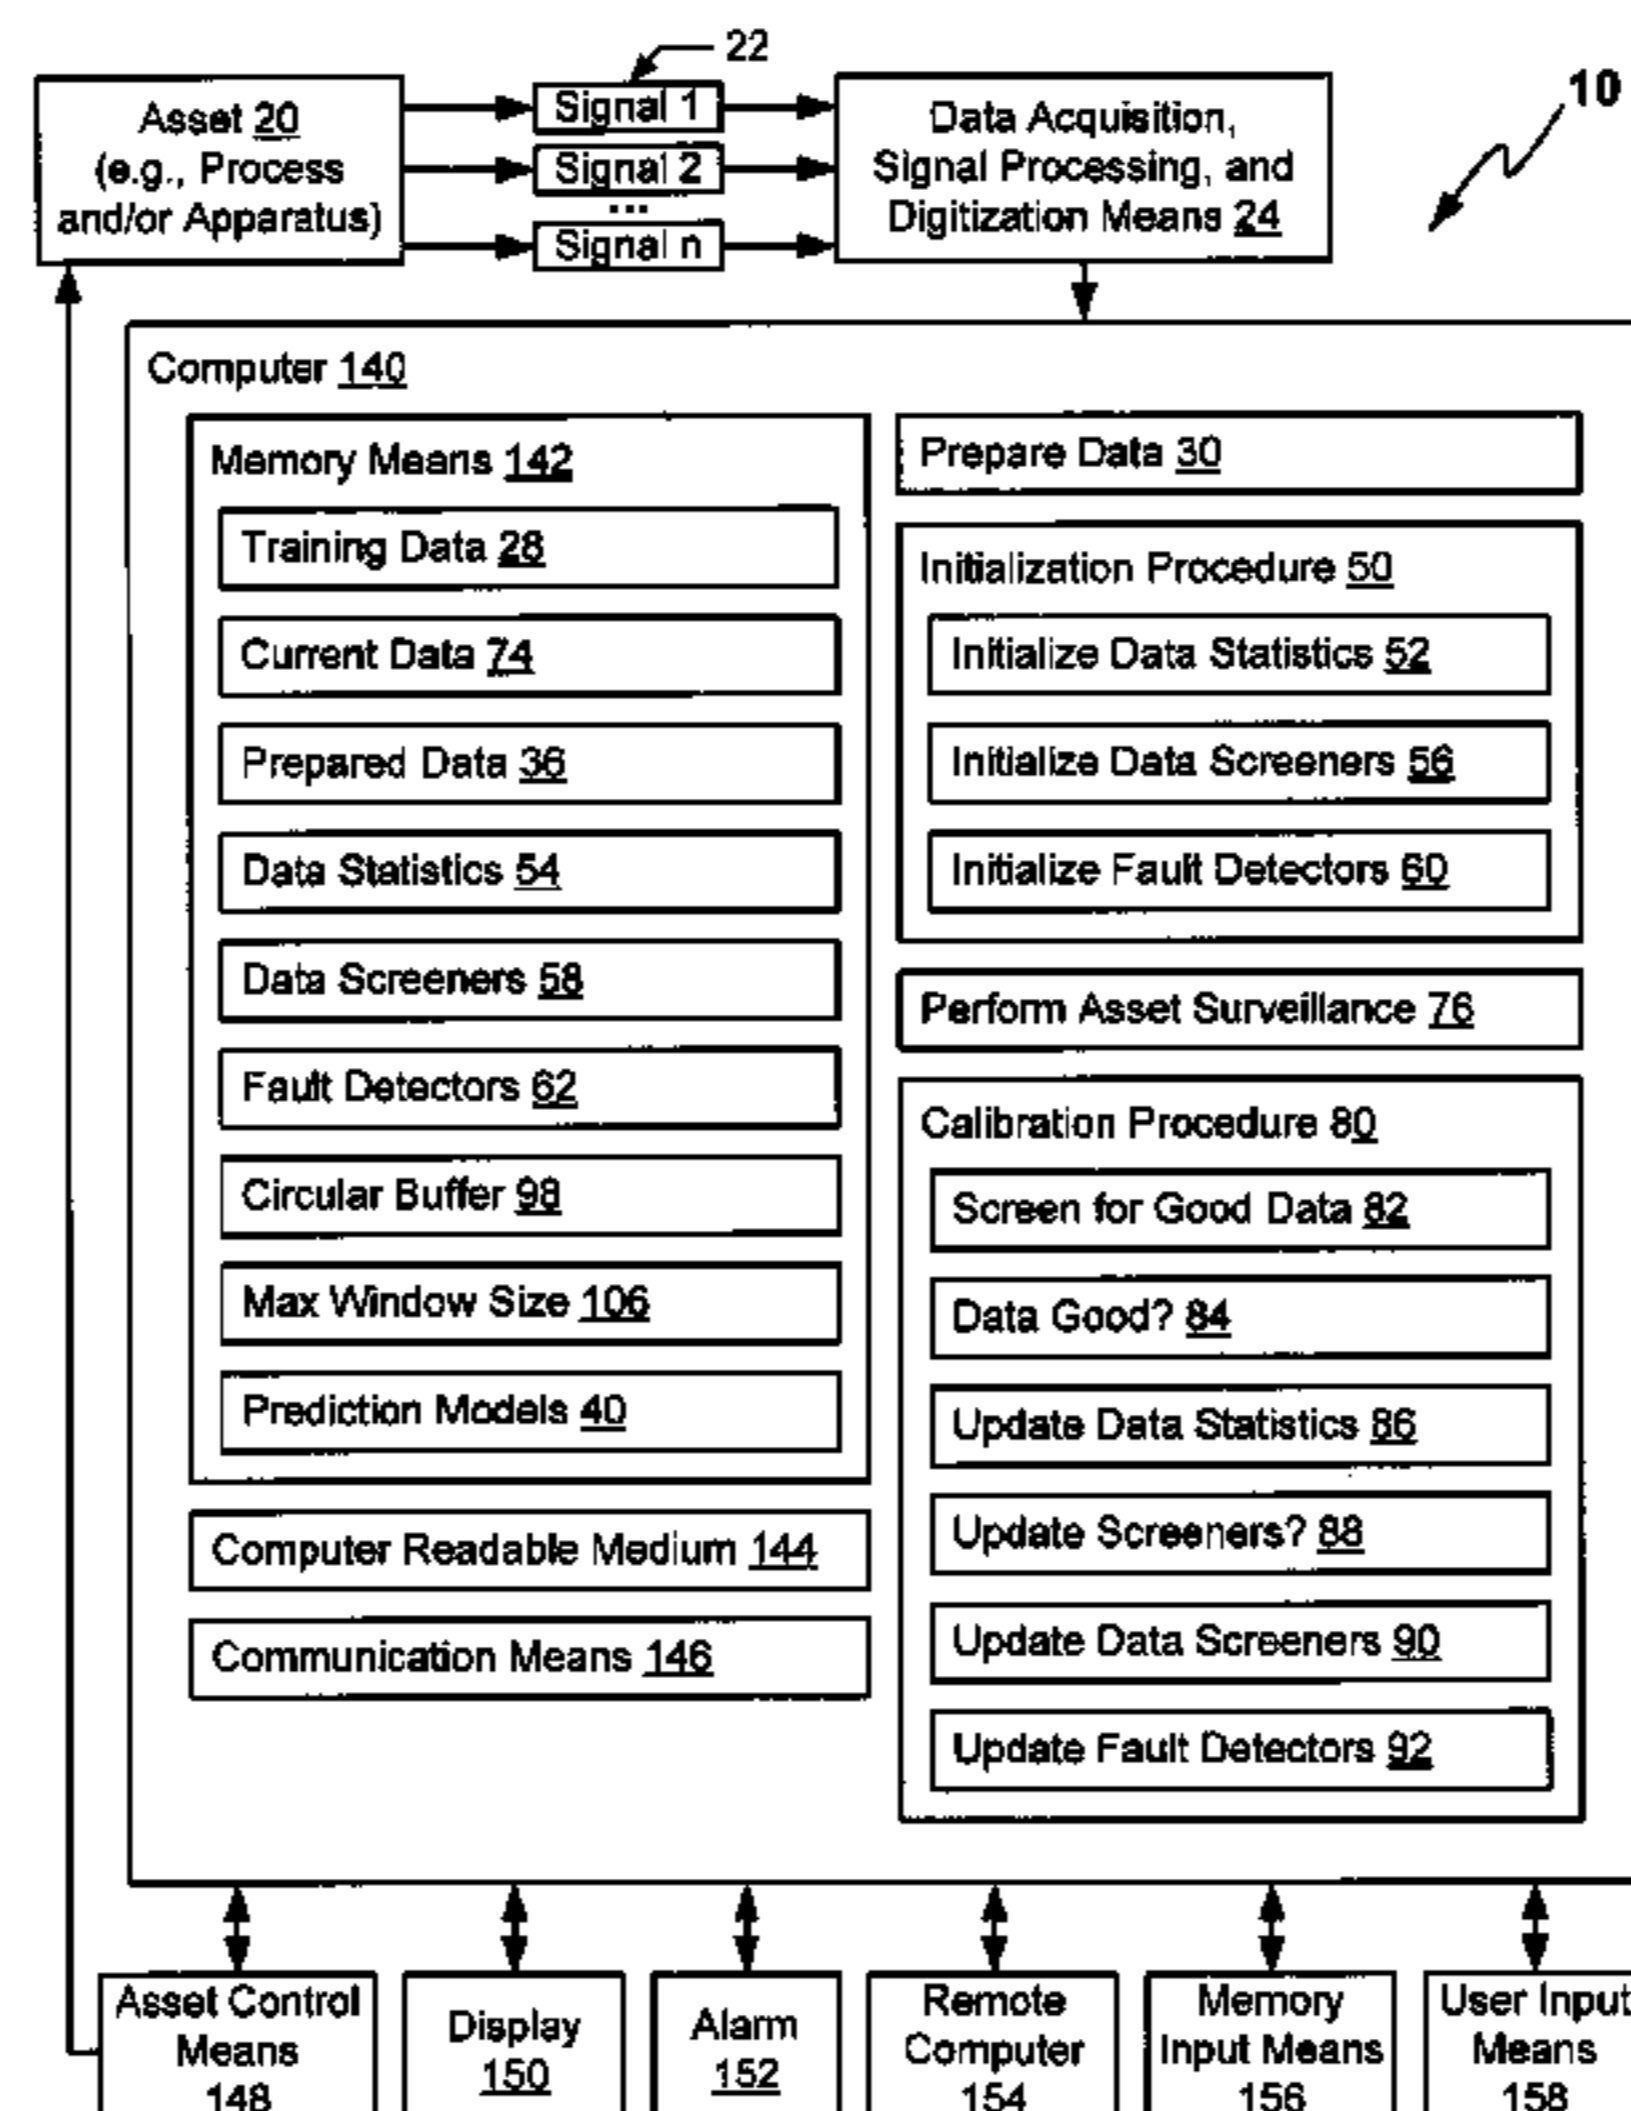 22
10
Asset 20
(e.g., Process
and/or Apparatus)
Signal 1
Signal 2
...
Signal n
Data Acquisition,
Signal Processing, and
Digitization Means 24
Computer 140
Memory Means 142
Training Data 28
Current Data 74
Prepared Data 36
Data Statistics 54
Data Screeners 58
Fault Detectors 62
Circular Buffer 98
Max Window Size 106
Prediction Models 40
Computer Readable Medium 144
Communication Means 146
Prepare Data 30
Initialization Procedure 50
Initialize Data Statistics 52
Initialize Data Screeners 56
Initialize Fault Detectors 60
Perform Asset Surveillance 76
Calibration Procedure 80
Screen for Good Data 82
Data Good? 84
Update Data Statistics 86
Update Screeners? 88
Update Data Screeners 90
Update Fault Detectors 92
Asset Control
Means
148
Display
150
Alarm
152
Remote
Computer
154
Memory
Input Means
156
User Input
Means
158